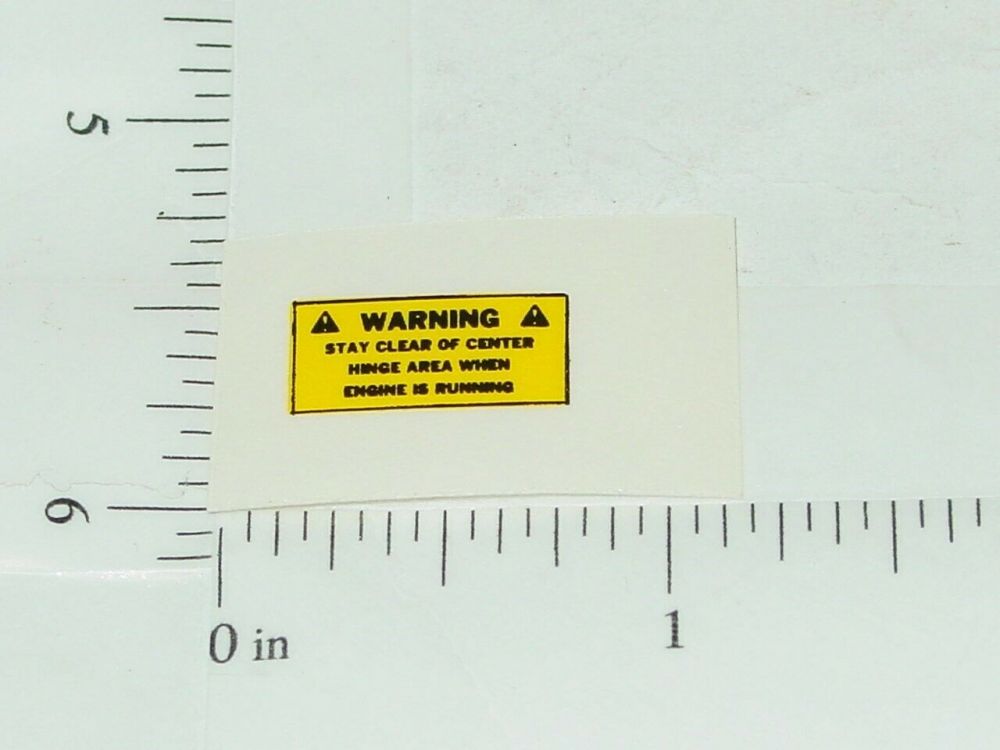 5
WARNING
STAY CLEAR OF CENTER
HINGE AREA WHEN
ENGINE IS RUNNING
6
0 in
1